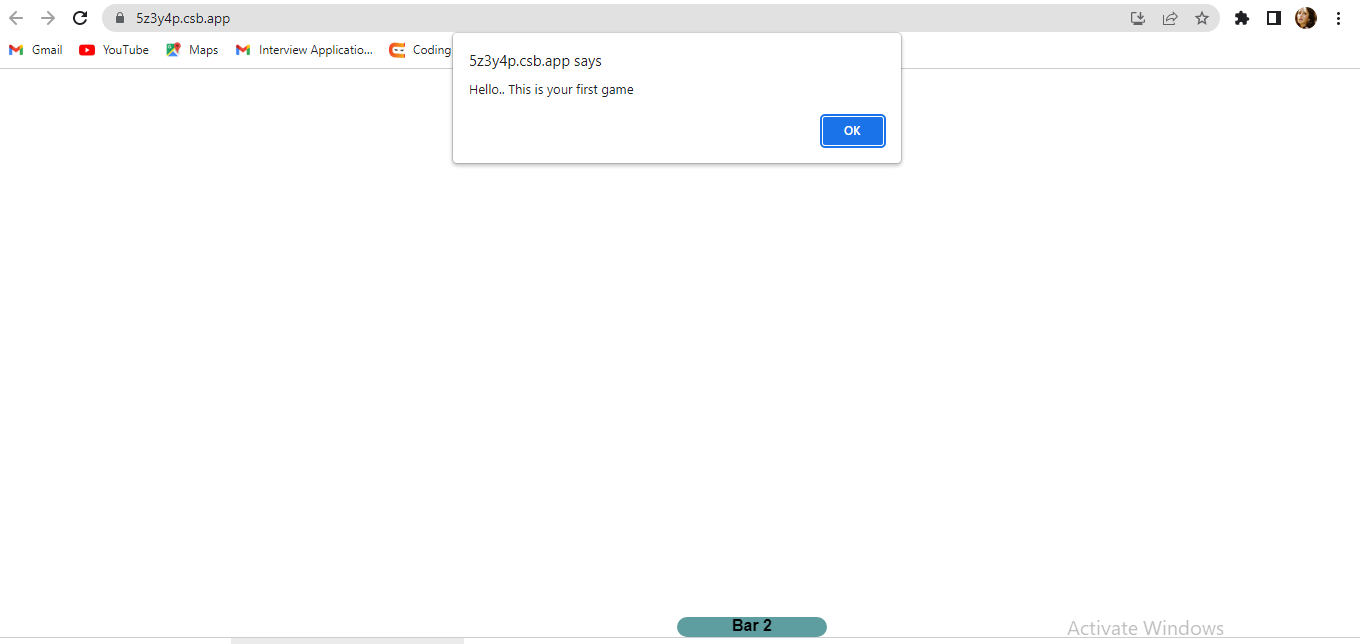 5z3y4p.csb.app
Gmail YouTube Maps Interview Applicatio... Coding
5z3y4p.csb.app says
Hello.. This is your first game
OK
Bar 2
Activate Windows